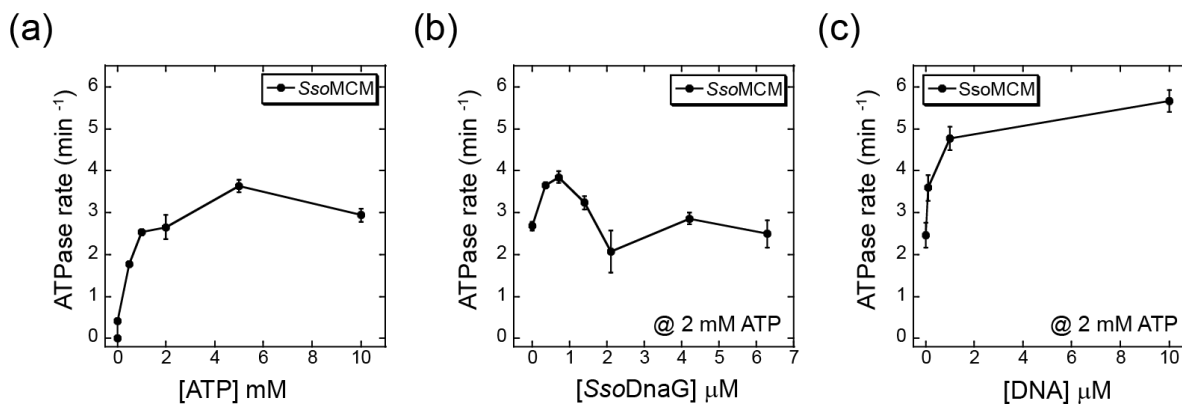 (a)
(b)
(c)
SsoMCM
SsoMCM
SsoMCM
ATPase rate (min -1)
6
5
4
3
2
1
0
0 2 4 6 8 10
[ATP] mM
ATPase rate (min -1)
6
5
4
3
2
1
0
@ 2 mM ATP
0 1 2 3 4 5 6 7
[SsoDnaG] μM
ATPase rate (min -1)
6
5
4
3
2
1
0
@ 2 mM ATP
0 2 4 6 8 10
[DNA] μM